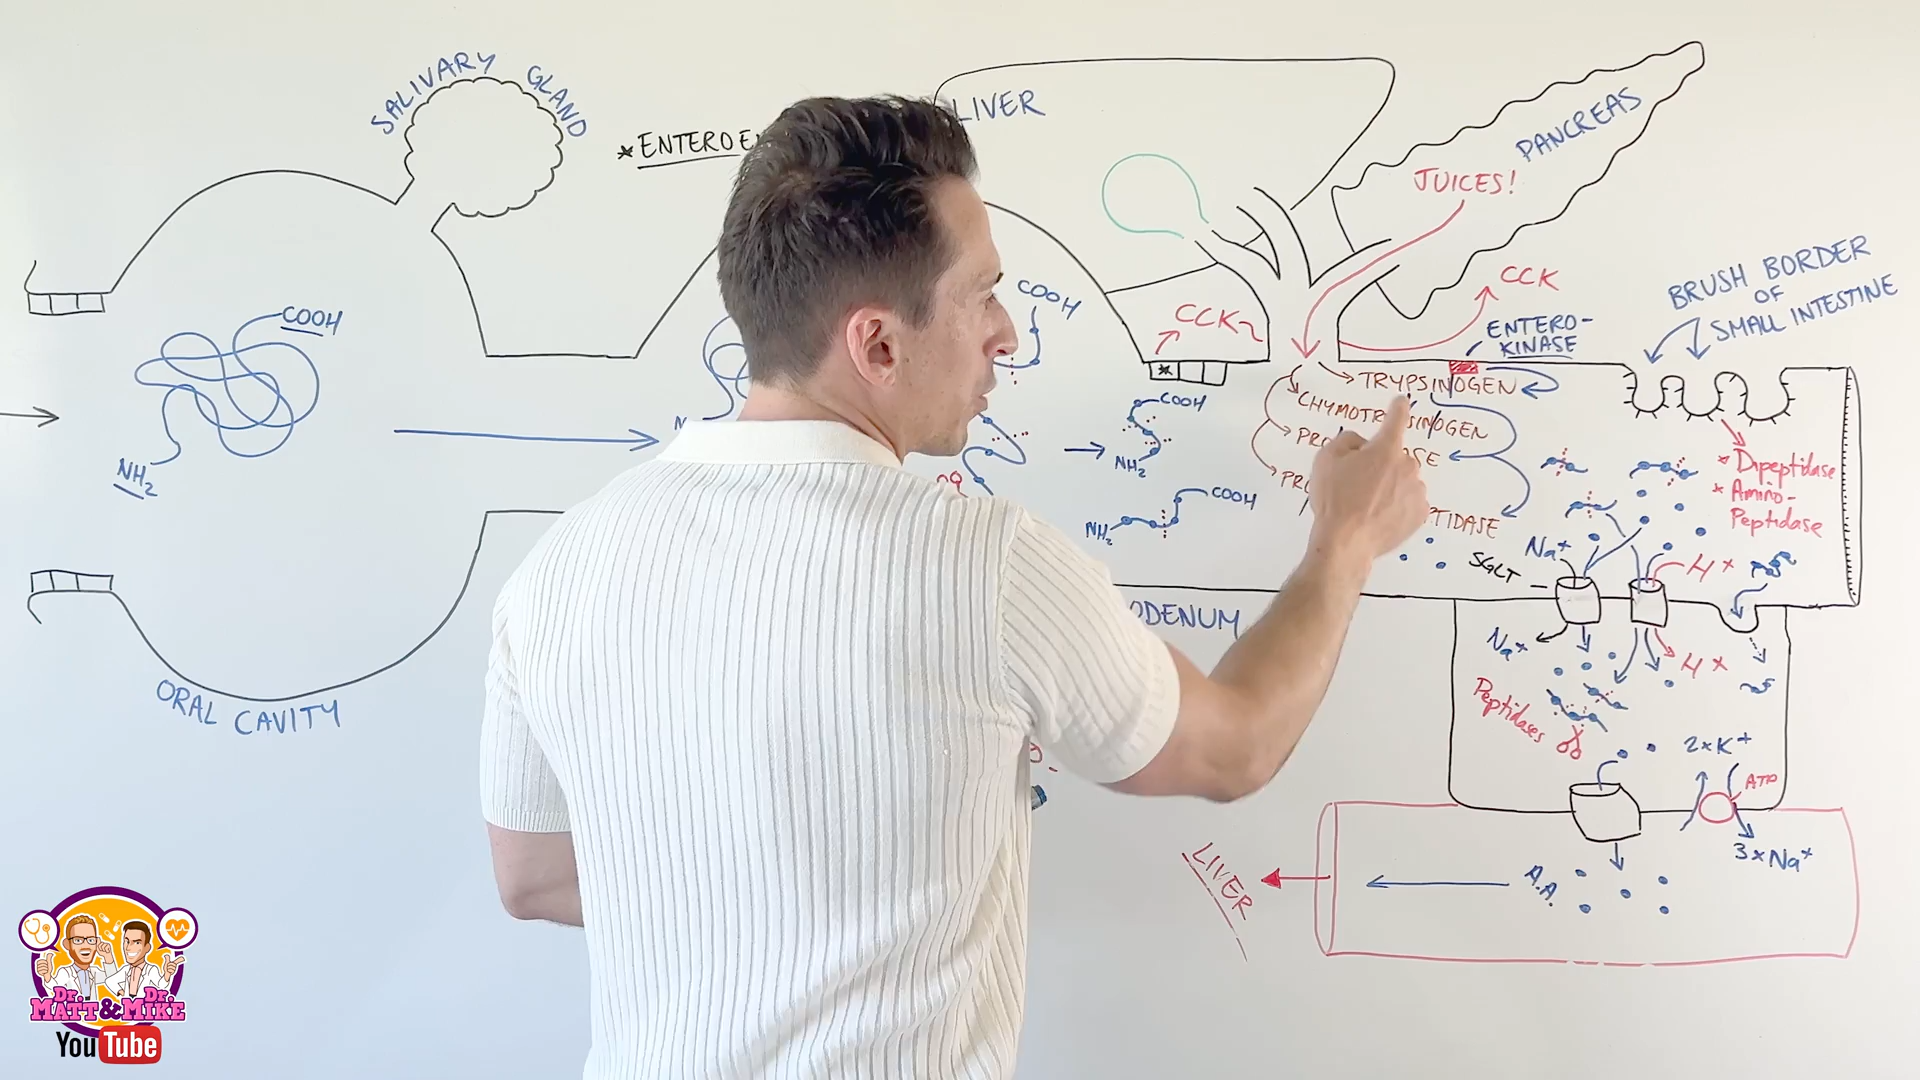 SALIVARY GLAND
COOH
NH2
ORAL CAVITY
*ENTEROE
LIVER
PANCREAS
JUICES!
CCK
CCK
ENTERO-
KINASE
BRUSH BORDER
OF
SMALL INTESTINE
COOH
COOH
NH2
COOH
NH2
TRYPSINOGEN
CHYMOTRYPSINOGEN
*Dipeptidase
*Amino-
Peptidase
SGLT
Na+
H+
Na+
H+
Peptidases
2xK+
ATP
3xNa+
A.A.
LIVER
Dr. Dr.
MATT & MIKE
YouTube